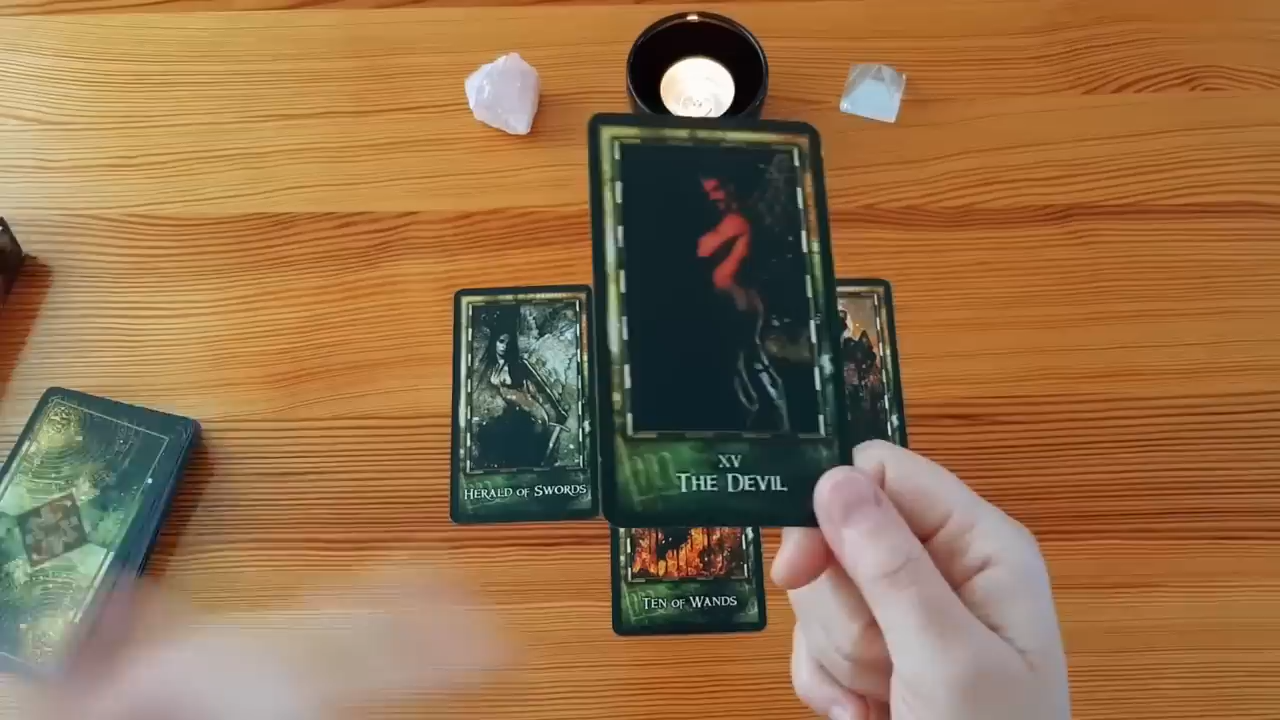 XV
THE DEVIL
HERALD OF SWORDS
TEN OF WANDS